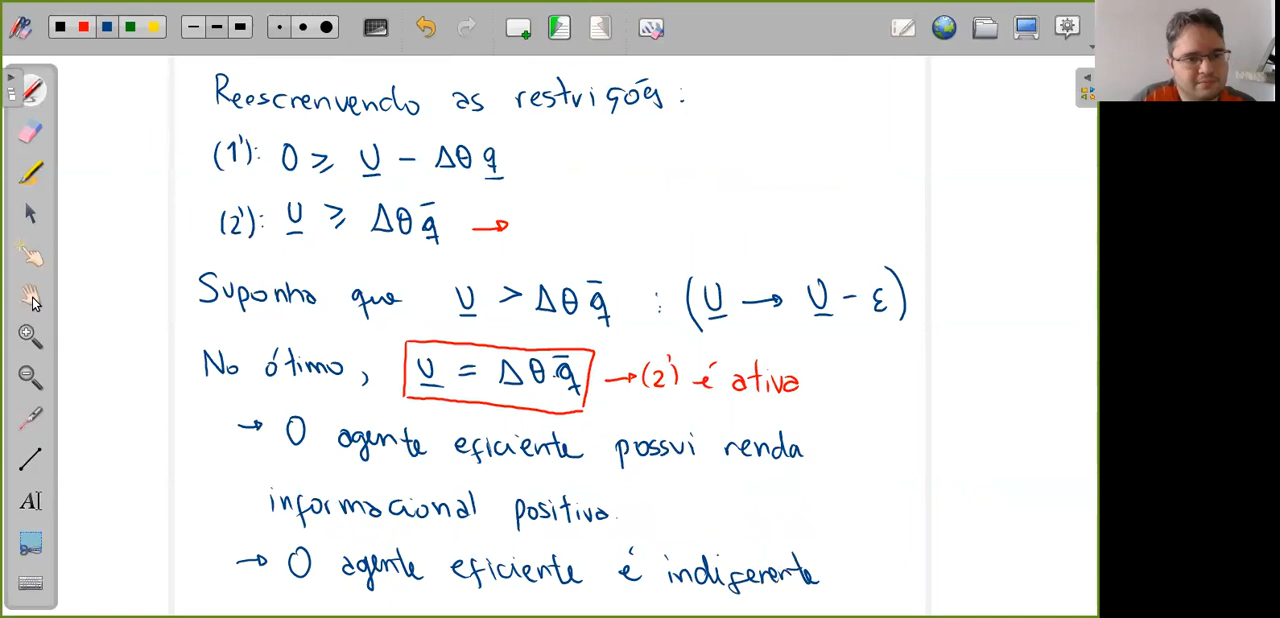 Reescrenvendo as restrições:
(1'): 0 ⩾ U̲ - Δθ q̲
(2'): U̲ ⩾ Δθ q̄ →
Suponha que U̲ > Δθ q̄ : (U̲ → U̲ - ε)
No ótimo, U̲ = Δθ q̄ → (2') é ativa
→ O agente eficiente possui renda
informacional positiva.
→ O agente eficiente é indiferente